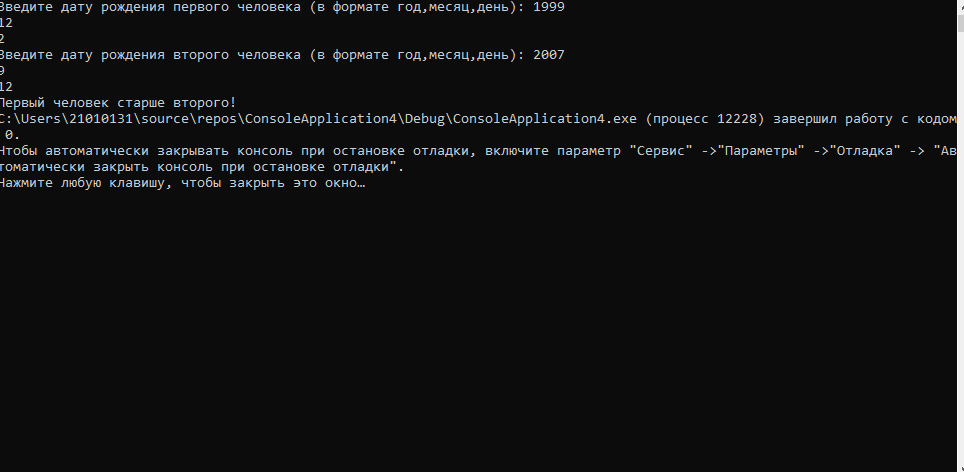 Введите дату рождения первого человека (в формате год,месяц,день): 1999
12
2
Введите дату рождения второго человека (в формате год,месяц,день): 2007
9
12
Первый человек старше второго!
C:\Users\21010131\source\repos\ConsoleApplication4\Debug\ConsoleApplication4.exe (процесс 12228) завершил работу с кодом
0.
Чтобы автоматически закрывать консоль при остановке отладки, включите параметр "Сервис" ->"Параметры" ->"Отладка" -> "Ав
томатически закрыть консоль при остановке отладки".
Нажмите любую клавишу, чтобы закрыть это окно…